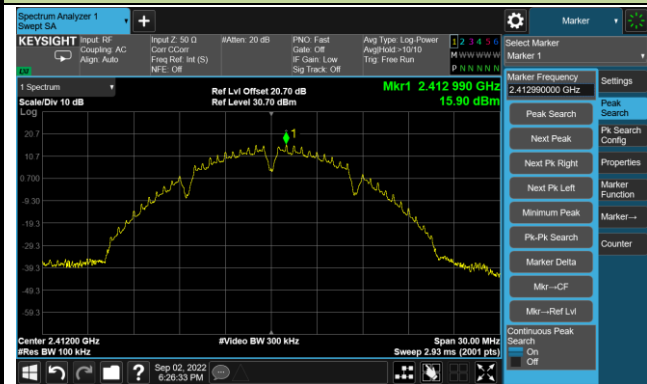 Spectrum Analyzer 1
Swept SA
Marker
KEYSIGHT
Input: RF
Coupling: AC
Align: Auto
Input Z: 50 Ω
Corr CCorr
Freq Ref: Int (S)
NFE: Off
#Atten: 20 dB
PNO: Fast
Gate: Off
IF Gain: Low
Sig Track: Off
Avg Type: Log-Power
Avg|Hold:>10/10
Trig: Free Run
1 2 3 4 5 6
M W W W W W
P N N N N N
Select Marker
Marker 1
1 Spectrum
Scale/Div 10 dB
Log
Ref Lvl Offset 20.70 dB
Ref Level 30.70 dBm
Mkr1 2.412 990 GHz
15.90 dBm
1
20.7
10.7
0.700
-9.30
-19.3
-29.3
-39.3
-49.3
-59.3
Center 2.41200 GHz
#Res BW 100 kHz
#Video BW 300 kHz
Span 30.00 MHz
Sweep 2.93 ms (2001 pts)
Marker Frequency
2.412990000 GHz
Peak Search
Next Peak
Next Pk Right
Next Pk Left
Minimum Peak
Pk-Pk Search
Marker Delta
Mkr→CF
Mkr→Ref Lvl
Continuous Peak
Search
On
Off
Settings
Peak
Search
Pk Search
Config
Properties
Marker
Function
Marker→
Counter
Sep 02, 2022
6:26:33 PM